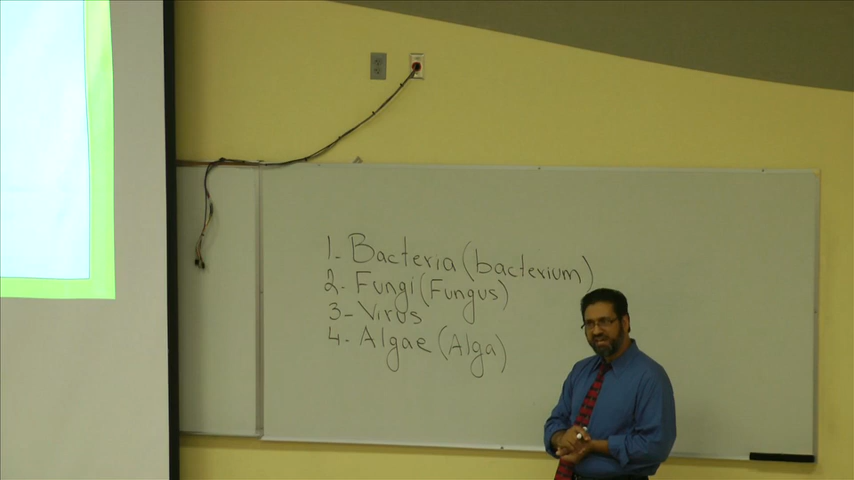 1- Bacteria (bacterium)
2- Fungi (Fungus)
3- Virus
4- Algae (Alga)